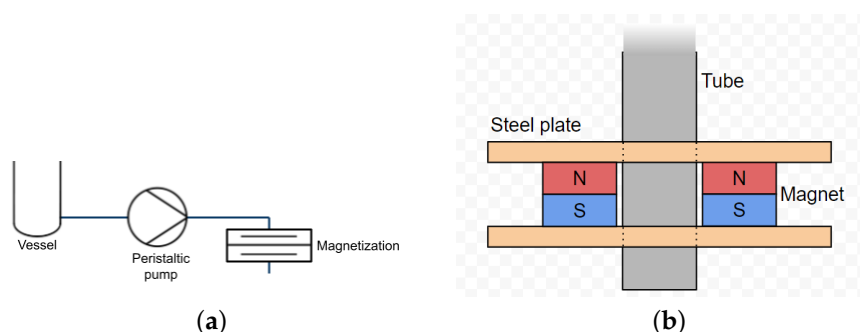 Vessel
Peristaltic
pump
Magnetization
(a)
Tube
Steel plate
N
N
Magnet
S
S
(b)